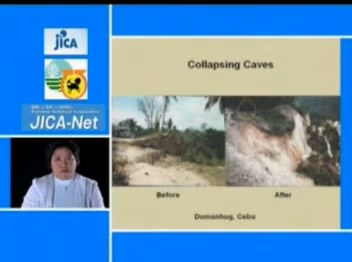 JICA
JICA-Net
Collapsing Caves
Before
After
Dumanhug, Cebu